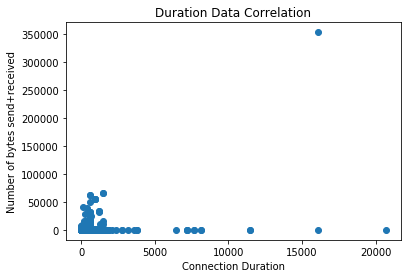 Duration Data Correlation
Number of bytes send+received
350000
300000
250000
200000
150000
100000
50000
0
0 5000 10000 15000 20000
Connection Duration